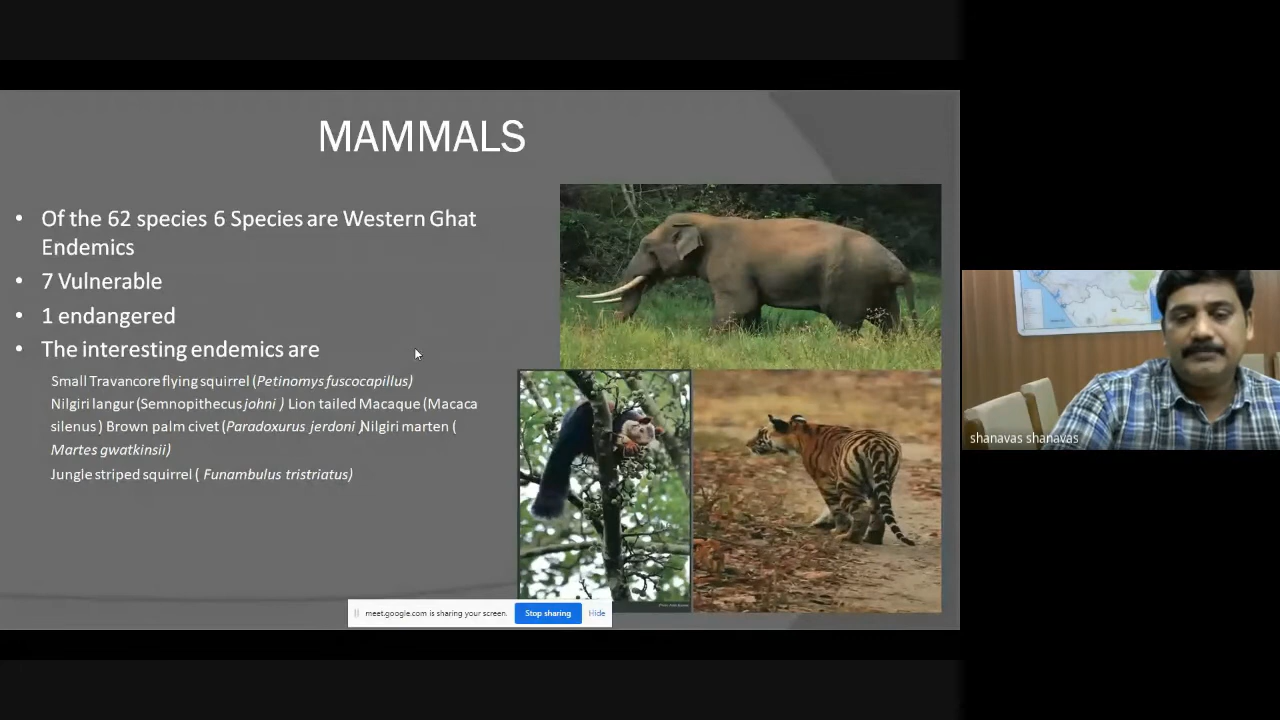 MAMMALS
• Of the 62 species 6 Species are Western Ghat
Endemics
• 7 Vulnerable
• 1 endangered
• The interesting endemics are
Small Travancore flying squirrel (Petinomys fuscocapillus)
Nilgiri langur (Semnopithecus johni ) Lion tailed Macaque (Macaca
silenus ) Brown palm civet (Paradoxurus jerdoni )Nilgiri marten (
Martes gwatkinsii)
Jungle striped squirrel ( Funambulus tristriatus)
shanavas shanavas
meet.google.com is sharing your screen. Stop sharing Hide